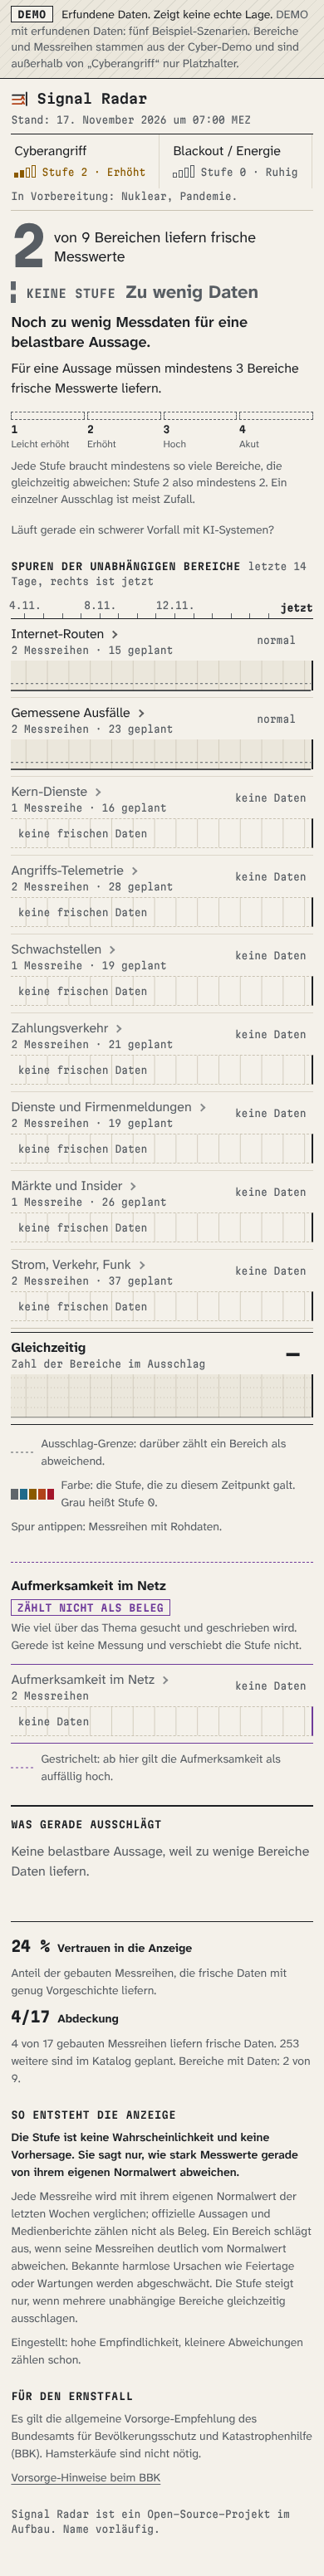 DEMO Erfundene Daten. Zeigt keine echte Lage. DEMO
mit erfundenen Daten: fünf Beispiel-Szenarien. Bereiche
und Messreihen stammen aus der Cyber-Demo und sind
außerhalb von „Cyberangriff“ nur Platzhalter.
Signal Radar
Stand: 17. November 2026 um 07:00 MEZ
Cyberangriff
Stufe 2 · Erhöht
Blackout / Energie
Stufe 0 · Ruhig
In Vorbereitung: Nuklear, Pandemie.
2 von 9 Bereichen liefern frische
Messwerte
KEINE STUFE Zu wenig Daten
Noch zu wenig Messdaten für eine
belastbare Aussage.
Für eine Aussage müssen mindestens 3 Bereiche
frische Messwerte liefern.
1 2 3 4
Leicht erhöht Erhöht Hoch Akut
Jede Stufe braucht mindestens so viele Bereiche, die
gleichzeitig abweichen: Stufe 2 also mindestens 2. Ein
einzelner Ausschlag ist meist Zufall.
Läuft gerade ein schwerer Vorfall mit KI-Systemen?
SPUREN DER UNABHÄNGIGEN BEREICHE letzte 14
Tage, rechts ist jetzt
4.11. 8.11. 12.11. jetzt
Internet-Routen ›
2 Messreihen · 15 geplant
normal
Gemessene Ausfälle ›
2 Messreihen · 23 geplant
normal
Kern-Dienste ›
1 Messreihe · 16 geplant
keine Daten
keine frischen Daten
Angriffs-Telemetrie ›
2 Messreihen · 28 geplant
keine Daten
keine frischen Daten
Schwachstellen ›
1 Messreihe · 19 geplant
keine Daten
keine frischen Daten
Zahlungsverkehr ›
2 Messreihen · 21 geplant
keine Daten
keine frischen Daten
Dienste und Firmenmeldungen ›
2 Messreihen · 19 geplant
keine Daten
keine frischen Daten
Märkte und Insider ›
1 Messreihe · 26 geplant
keine Daten
keine frischen Daten
Strom, Verkehr, Funk ›
2 Messreihen · 37 geplant
keine Daten
keine frischen Daten
Gleichzeitig
Zahl der Bereiche im Ausschlag
–
Ausschlag-Grenze: darüber zählt ein Bereich als
abweichend.
Farbe: die Stufe, die zu diesem Zeitpunkt galt.
Grau heißt Stufe 0.
Spur antippen: Messreihen mit Rohdaten.
Aufmerksamkeit im Netz
ZÄHLT NICHT ALS BELEG
Wie viel über das Thema gesucht und geschrieben wird.
Gerede ist keine Messung und verschiebt die Stufe nicht.
Aufmerksamkeit im Netz ›
2 Messreihen
keine Daten
keine Daten
Gestrichelt: ab hier gilt die Aufmerksamkeit als
auffällig hoch.
WAS GERADE AUSSCHLÄGT
Keine belastbare Aussage, weil zu wenige Bereiche
Daten liefern.
24 % Vertrauen in die Anzeige
Anteil der gebauten Messreihen, die frische Daten mit
genug Vorgeschichte liefern.
4/17 Abdeckung
4 von 17 gebauten Messreihen liefern frische Daten. 253
weitere sind im Katalog geplant. Bereiche mit Daten: 2 von
9.
SO ENTSTEHT DIE ANZEIGE
Die Stufe ist keine Wahrscheinlichkeit und keine
Vorhersage. Sie sagt nur, wie stark Messwerte gerade
von ihrem eigenen Normalwert abweichen.
Jede Messreihe wird mit ihrem eigenen Normalwert der
letzten Wochen verglichen; offizielle Aussagen und
Medienberichte zählen nicht als Beleg. Ein Bereich schlägt
aus, wenn seine Messreihen deutlich vom Normalwert
abweichen. Bekannte harmlose Ursachen wie Feiertage
oder Wartungen werden abgeschwächt. Die Stufe steigt
nur, wenn mehrere unabhängige Bereiche gleichzeitig
ausschlagen.
Eingestellt: hohe Empfindlichkeit, kleinere Abweichungen
zählen schon.
FÜR DEN ERNSTFALL
Es gilt die allgemeine Vorsorge-Empfehlung des
Bundesamts für Bevölkerungsschutz und Katastrophenhilfe
(BBK). Hamsterkäufe sind nicht nötig.
Vorsorge-Hinweise beim BBK
Signal Radar ist ein Open-Source-Projekt im
Aufbau. Name vorläufig.